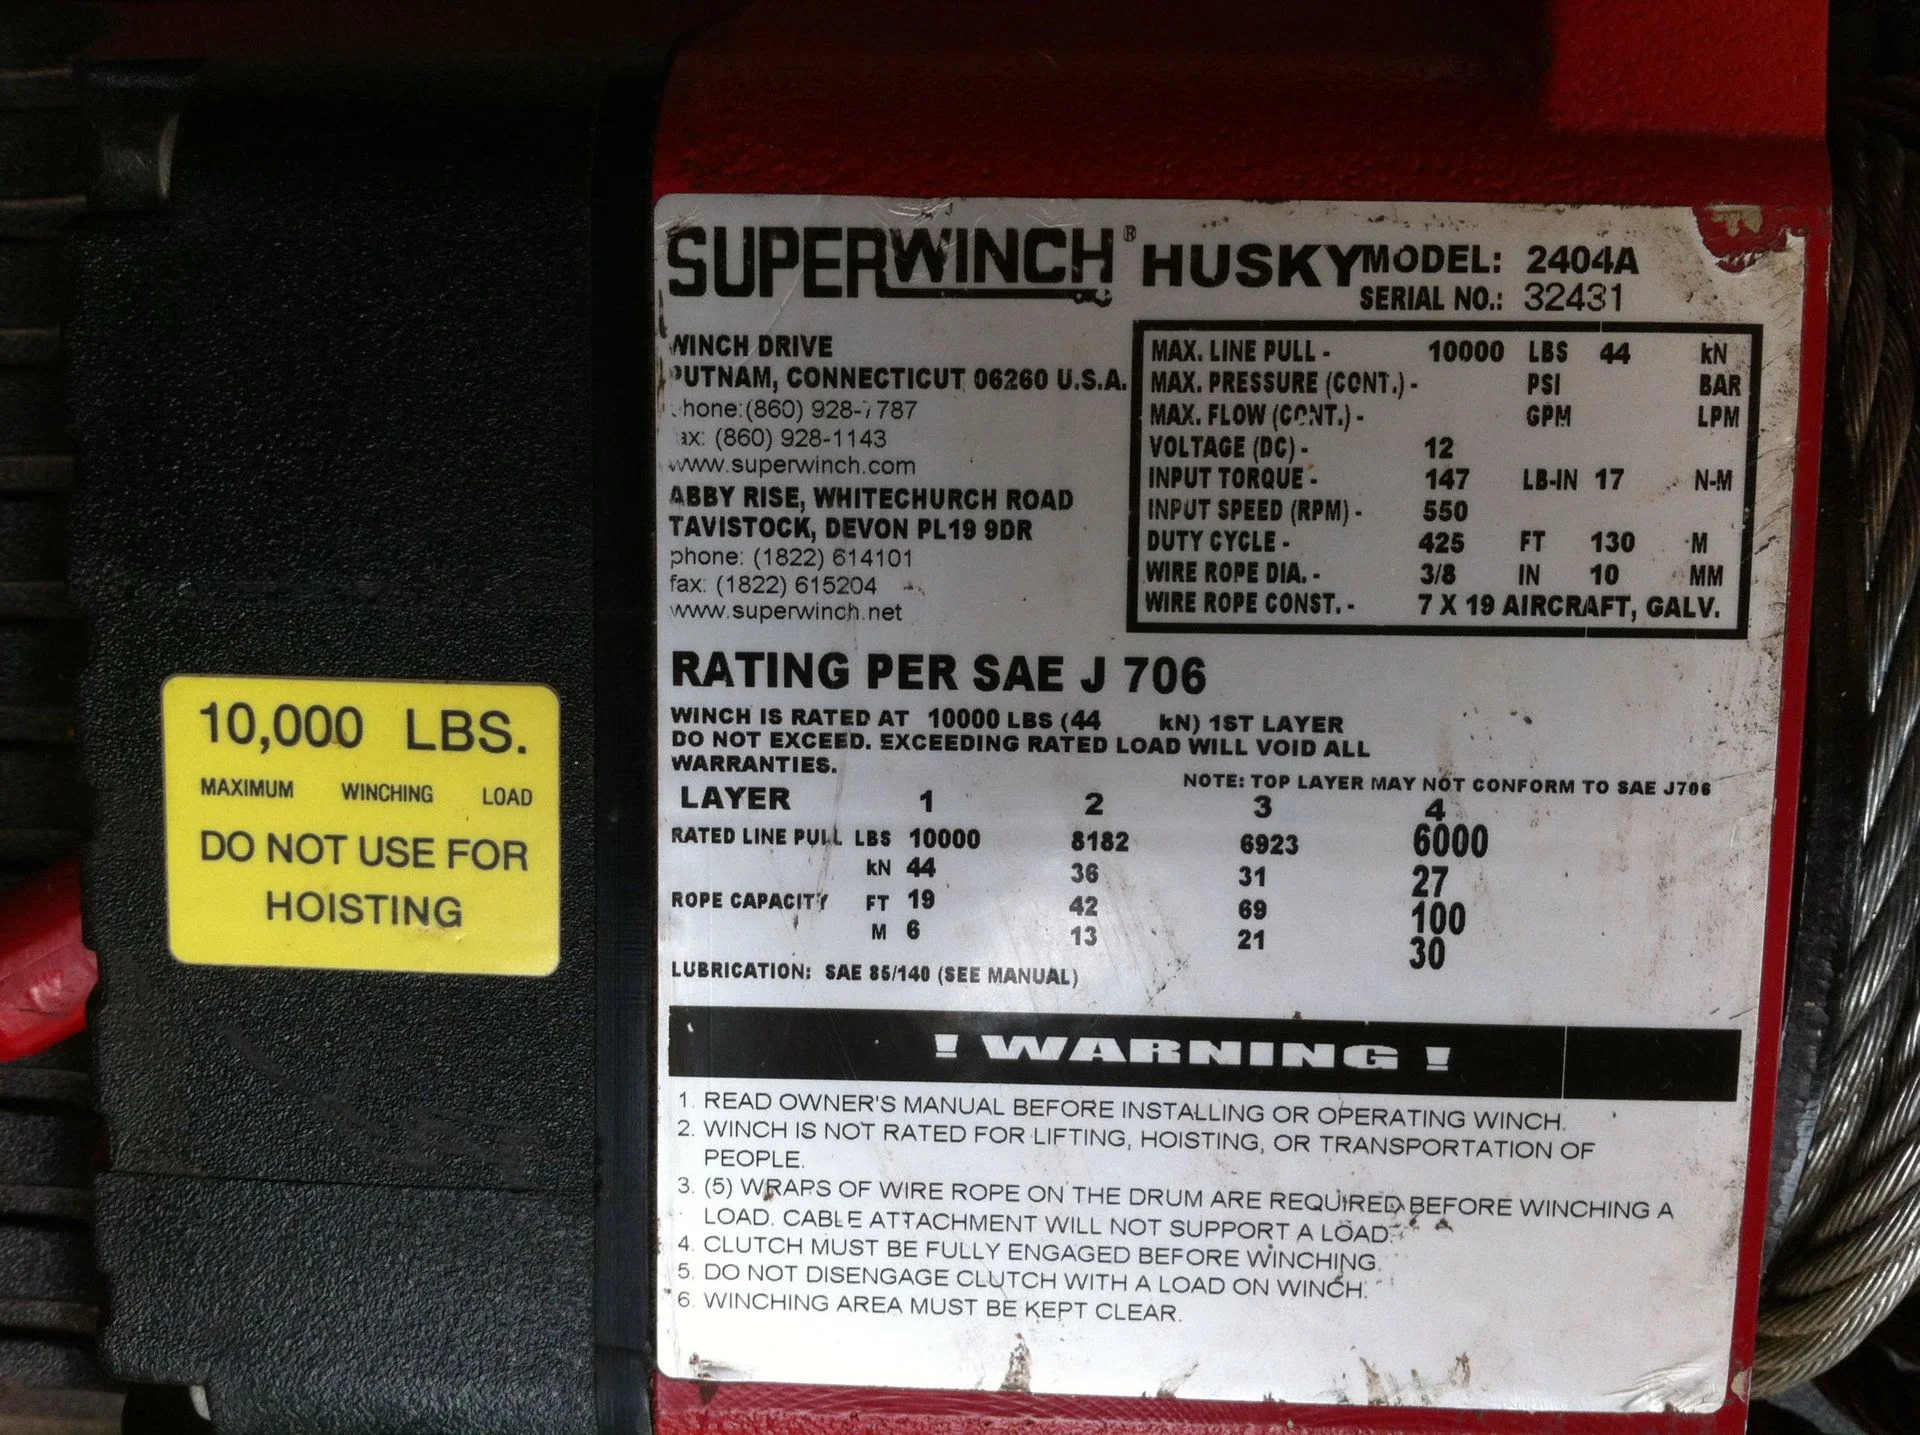 10,000 LBS.
MAXIMUM WINCHING LOAD
DO NOT USE FOR
HOISTING
SUPERWINCH® HUSKY MODEL: 2404A
SERIAL NO.: 32431
WINCH DRIVE
PUTNAM, CONNECTICUT 06260 U.S.A.
phone:(860) 928-7787
fax: (860) 928-1143
www.superwinch.com
ABBY RISE, WHITECHURCH ROAD
TAVISTOCK, DEVON PL19 9DR
phone: (1822) 614101
fax: (1822) 615204
www.superwinch.net
MAX. LINE PULL - 10000 LBS 44 kN
MAX. PRESSURE (CONT.) - PSI BAR
MAX. FLOW (CONT.) - GPM LPM
VOLTAGE (DC) - 12
INPUT TORQUE - 147 LB-IN 17 N-M
INPUT SPEED (RPM) - 550
DUTY CYCLE - 425 FT 130 M
WIRE ROPE DIA. - 3/8 IN 10 MM
WIRE ROPE CONST. - 7 X 19 AIRCRAFT, GALV.
RATING PER SAE J 706
WINCH IS RATED AT 10000 LBS (44 kN) 1ST LAYER
DO NOT EXCEED. EXCEEDING RATED LOAD WILL VOID ALL
WARRANTIES.
NOTE: TOP LAYER MAY NOT CONFORM TO SAE J706
LAYER 1 2 3 4
RATED LINE PULL LBS 10000 8182 6923 6000
kN 44 36 31 27
ROPE CAPACITY FT 19 42 69 100
M 6 13 21 30
LUBRICATION: SAE 85/140 (SEE MANUAL)
! WARNING !
1. READ OWNER'S MANUAL BEFORE INSTALLING OR OPERATING WINCH.
2. WINCH IS NOT RATED FOR LIFTING, HOISTING, OR TRANSPORTATION OF
PEOPLE.
3. (5) WRAPS OF WIRE ROPE ON THE DRUM ARE REQUIRED BEFORE WINCHING A
LOAD. CABLE ATTACHMENT WILL NOT SUPPORT A LOAD.
4. CLUTCH MUST BE FULLY ENGAGED BEFORE WINCHING.
5. DO NOT DISENGAGE CLUTCH WITH A LOAD ON WINCH.
6. WINCHING AREA MUST BE KEPT CLEAR.